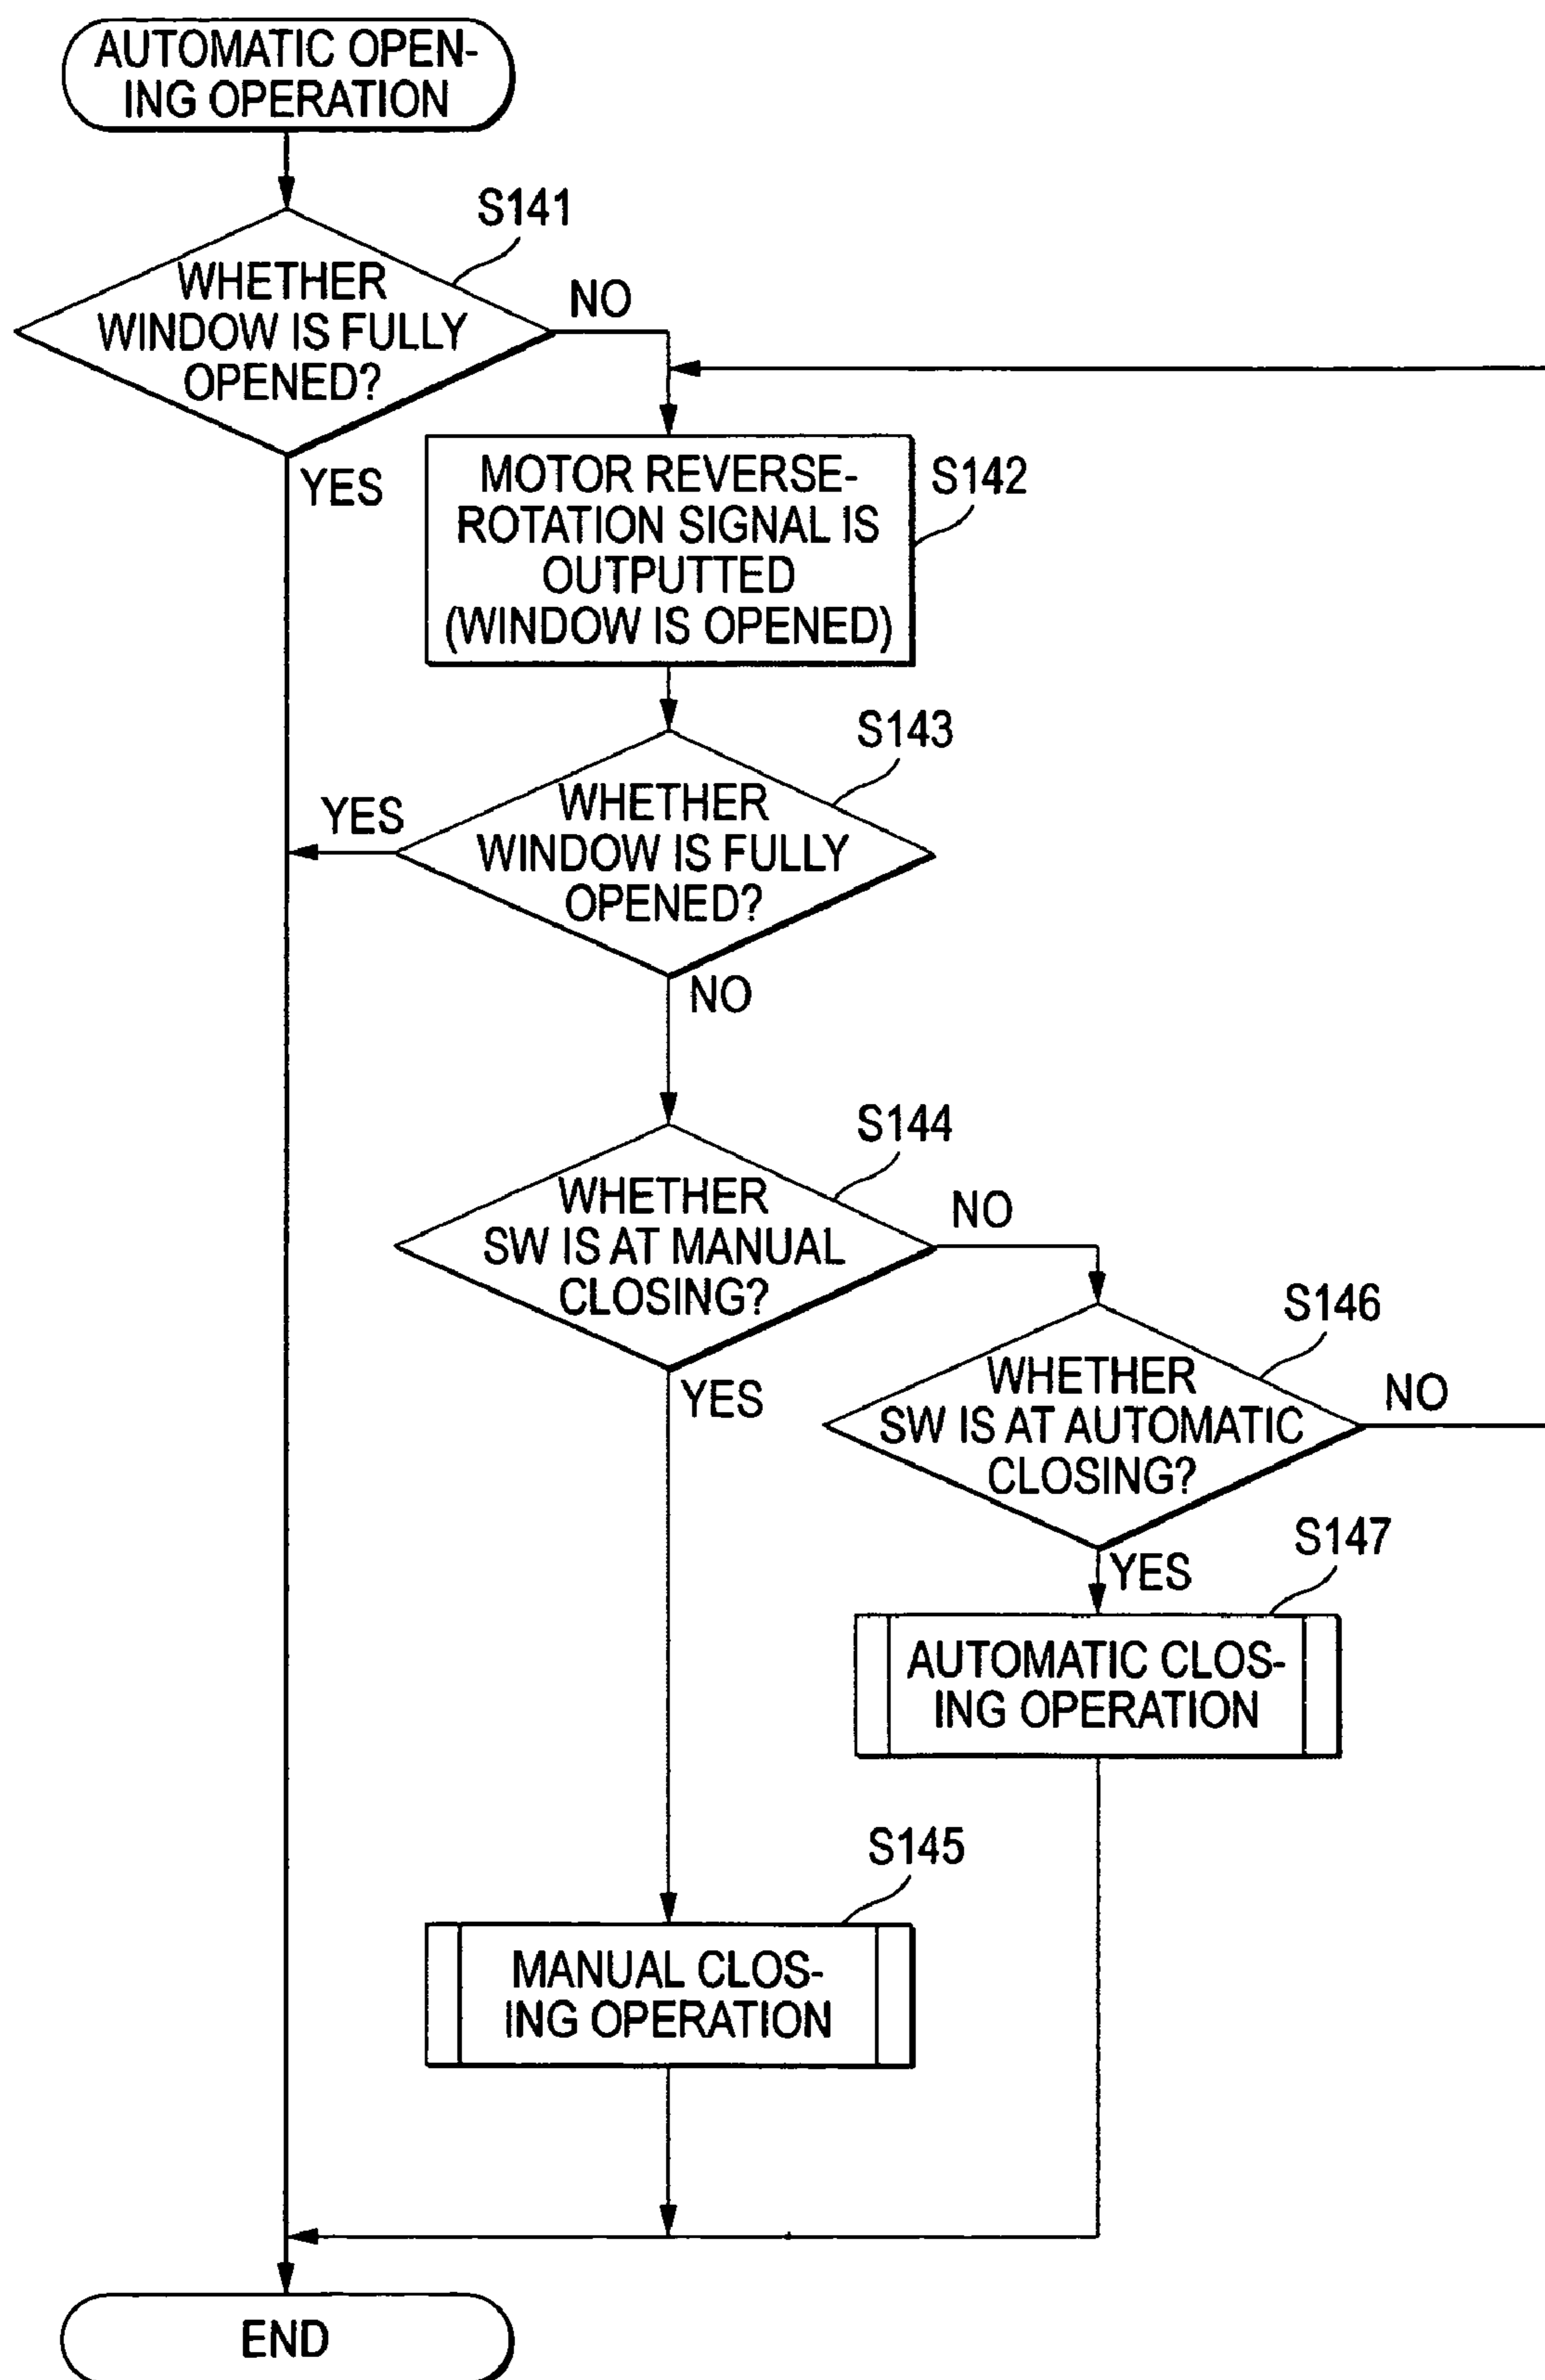 AUTOMATIC OPEN-
ING OPERATION
S141
WHETHER
WINDOW IS FULLY
OPENED?
NO
YES
MOTOR REVERSE-
ROTATION SIGNAL IS
OUTPUTTED
(WINDOW IS OPENED)
S142
S143
WHETHER
WINDOW IS FULLY
OPENED?
YES
NO
S144
WHETHER
SW IS AT MANUAL
CLOSING?
NO
YES
S146
WHETHER
SW IS AT AUTOMATIC
CLOSING?
NO
YES
S147
AUTOMATIC CLOS-
ING OPERATION
S145
MANUAL CLOS-
ING OPERATION
END